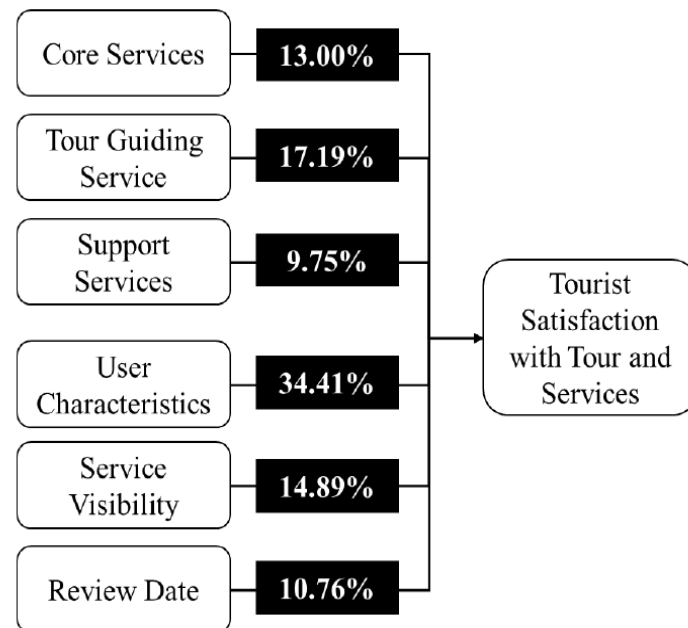 Core Services
13.00%
Tour Guiding
Service
17.19%
Support
Services
9.75%
User
Characteristics
34.41%
Service
Visibility
14.89%
Review Date
10.76%
Tourist
Satisfaction
with Tour and
Services